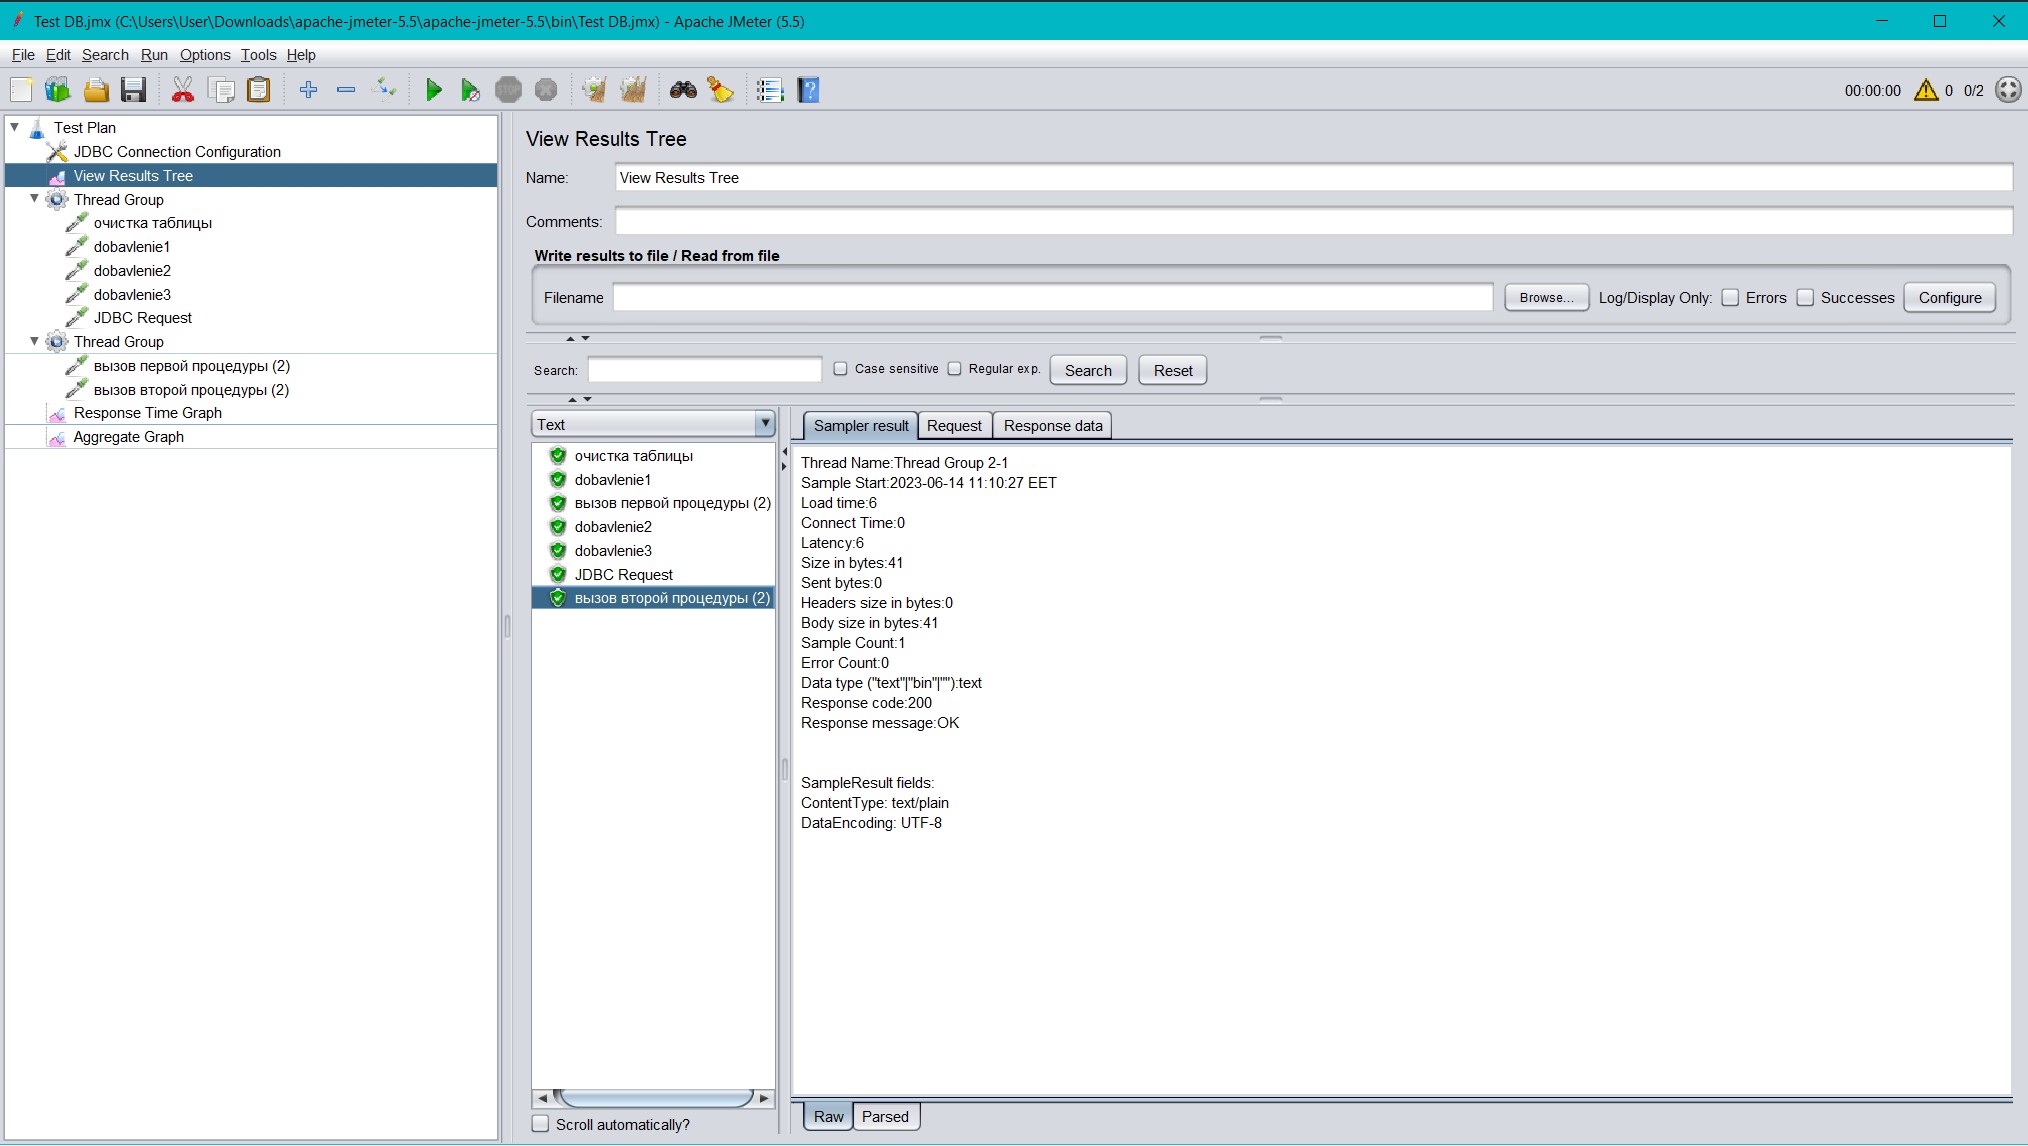 Test DB.jmx (C:\Users\User\Downloads\apache-jmeter-5.5\apache-jmeter-5.5\bin\Test DB.jmx) - Apache JMeter (5.5)
File Edit Search Run Options Tools Help
STOP
00:00:00 0 0/2
Test Plan
JDBC Connection Configuration
View Results Tree
Thread Group
очистка таблицы
dobavlenie1
dobavlenie2
dobavlenie3
JDBC Request
Thread Group
вызов первой процедуры (2)
вызов второй процедуры (2)
Response Time Graph
Aggregate Graph
View Results Tree
Name: View Results Tree
Comments:
Write results to file / Read from file
Filename Browse... Log/Display Only: Errors Successes Configure
Search: Case sensitive Regular exp. Search Reset
Text
очистка таблицы
dobavlenie1
вызов первой процедуры (2)
dobavlenie2
dobavlenie3
JDBC Request
вызов второй процедуры (2)
Scroll automatically?
Sampler result Request Response data
Thread Name:Thread Group 2-1
Sample Start:2023-06-14 11:10:27 EET
Load time:6
Connect Time:0
Latency:6
Size in bytes:41
Sent bytes:0
Headers size in bytes:0
Body size in bytes:41
Sample Count:1
Error Count:0
Data type ("text"|"bin"|""):text
Response code:200
Response message:OK
SampleResult fields:
ContentType: text/plain
DataEncoding: UTF-8
Raw Parsed